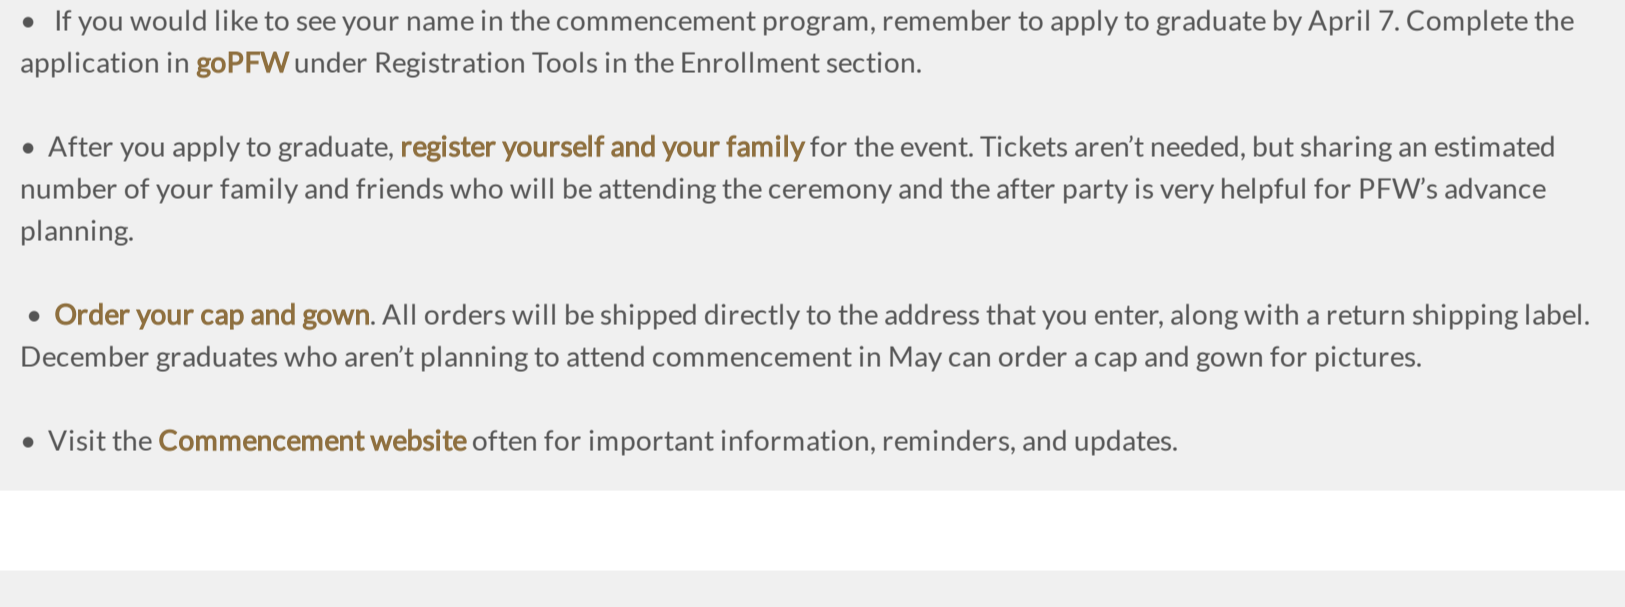 • If you would like to see your name in the commencement program, remember to apply to graduate by April 7. Complete the
application in goPFW under Registration Tools in the Enrollment section.
• After you apply to graduate, register yourself and your family for the event. Tickets aren’t needed, but sharing an estimated
number of your family and friends who will be attending the ceremony and the after party is very helpful for PFW’s advance
planning.
• Order your cap and gown. All orders will be shipped directly to the address that you enter, along with a return shipping label.
December graduates who aren’t planning to attend commencement in May can order a cap and gown for pictures.
• Visit the Commencement website often for important information, reminders, and updates.